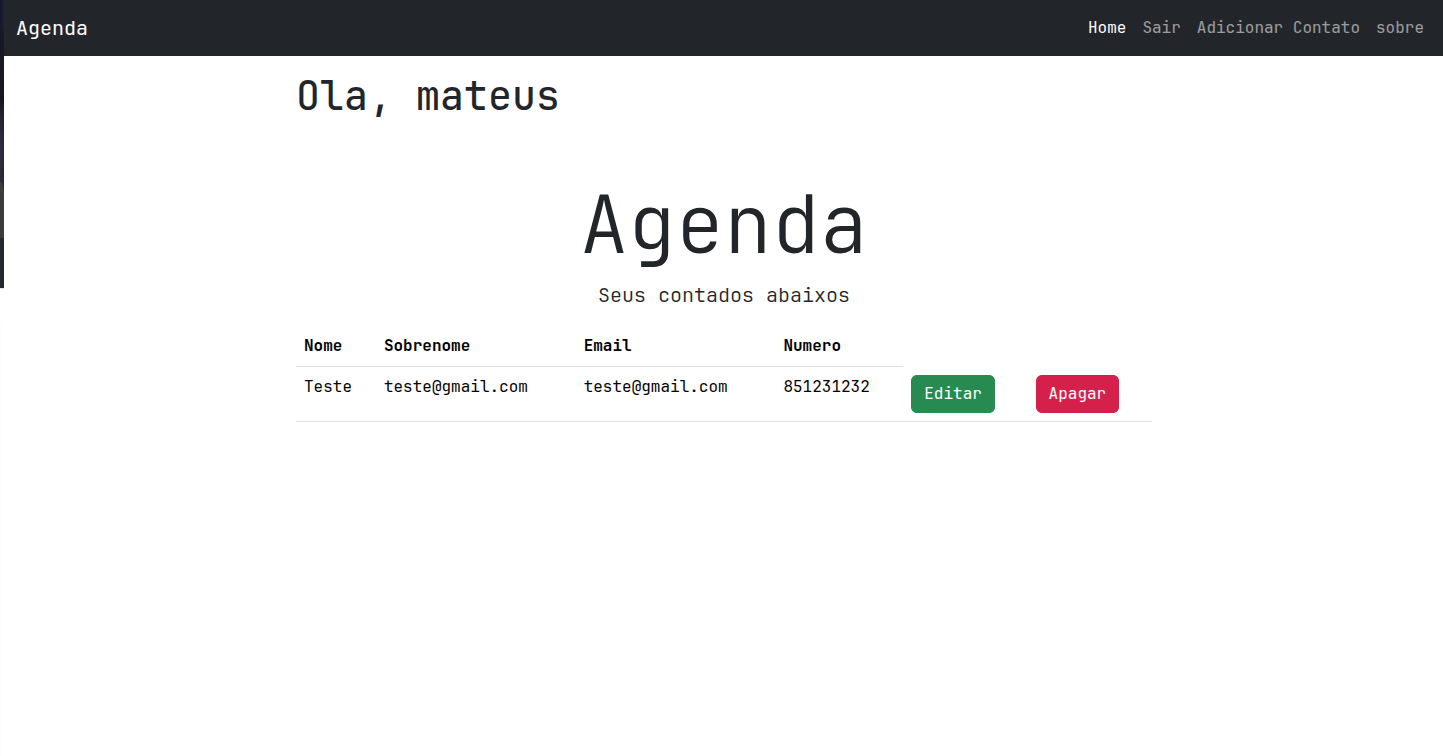 Agenda Home Sair Adicionar Contato sobre
Ola, mateus
Agenda
Seus contados abaixos
Nome Sobrenome Email Numero
Teste teste@gmail.com teste@gmail.com 851231232 Editar Apagar